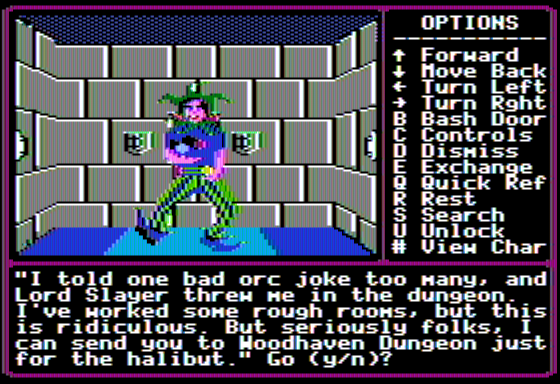 OPTIONS
-------------
↑ Forward
↓ Move Back
← Turn Left
→ Turn Rght
B Bash Door
C Controls
D Dismiss
E Exchange
Q Quick Ref
R Rest
S Search
U Unlock
# View Char
"I told one bad orc joke too many, and
Lord Slayer threw me in the dungeon.
I've worked some rough rooms, but this
is ridiculous. But seriously folks, I
can send you to Woodhaven Dungeon just
for the halibut." Go (y/n)?